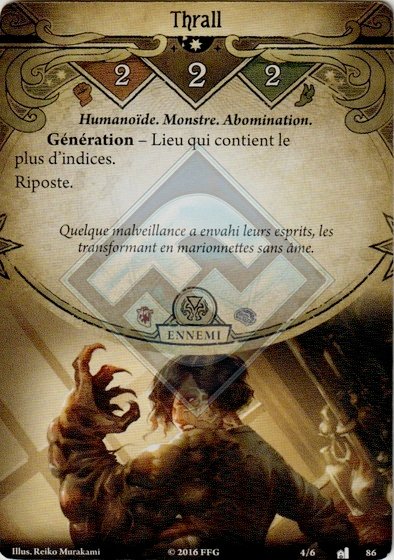 Thrall
2 2 2
Humanoïde. Monstre. Abomination.
Génération – Lieu qui contient le
plus d'indices.
Riposte.
Quelque malveillance a envahi leurs esprits, les
transformant en marionnettes sans âme.
ENNEMI
Illus. Reiko Murakami © 2016 FFG 4/6 86